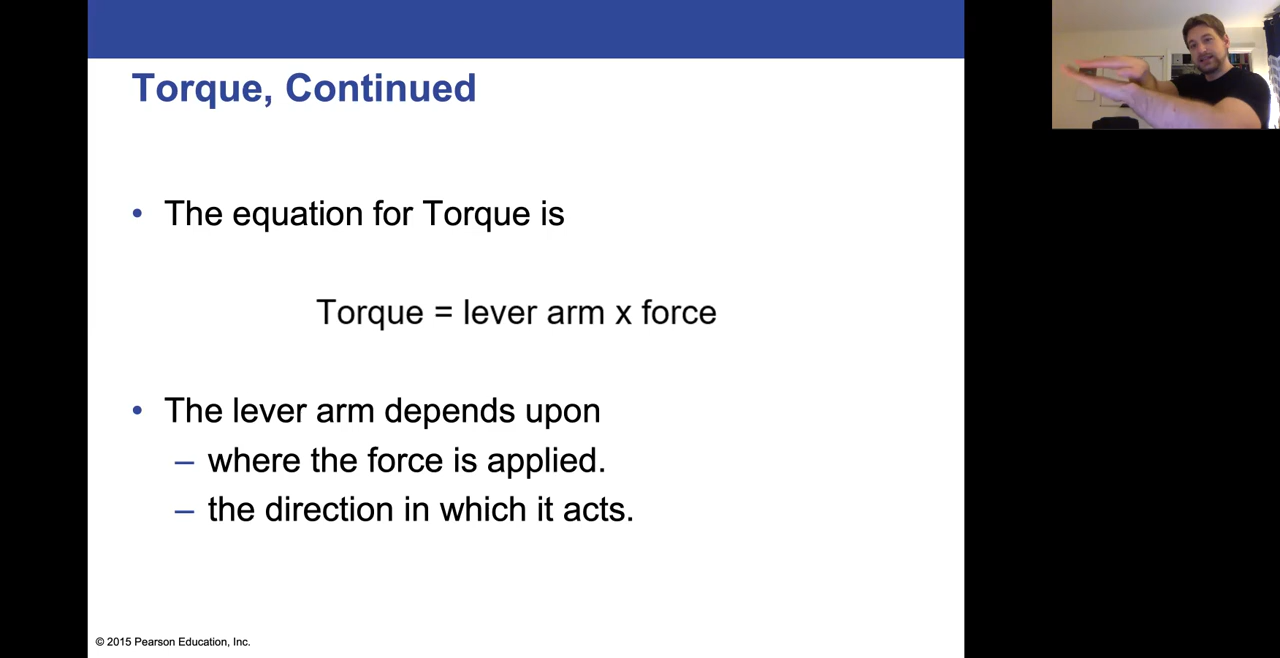 Torque, Continued
• The equation for Torque is
Torque = lever arm x force
• The lever arm depends upon
– where the force is applied.
– the direction in which it acts.
© 2015 Pearson Education, Inc.